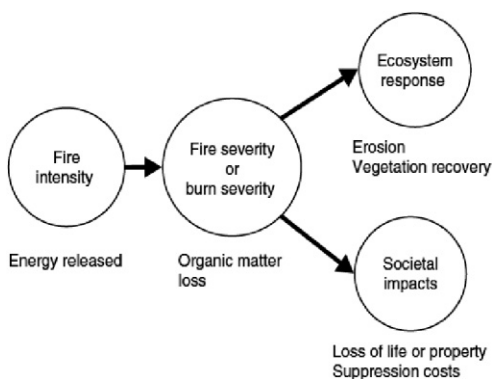 Fire
intensity
Energy released
Fire severity
or
burn severity
Organic matter
loss
Ecosystem
response
Erosion
Vegetation recovery
Societal
impacts
Loss of life or property
Suppression costs